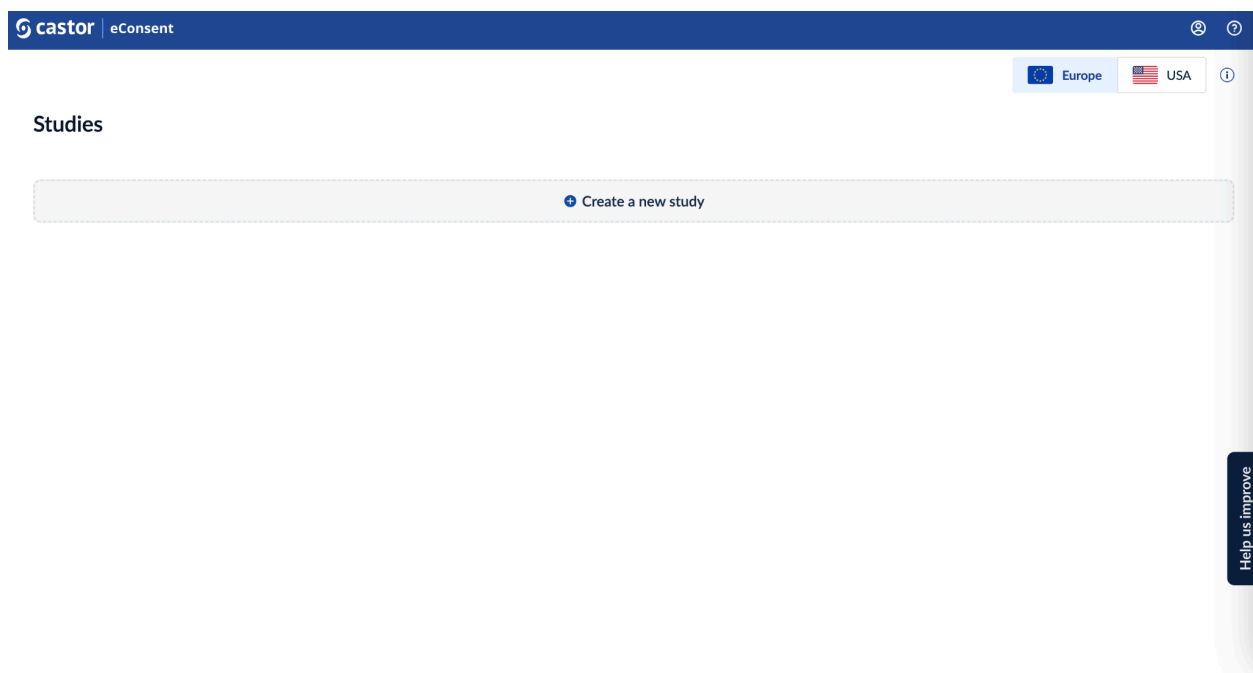 castor | eConsent
Europe
USA
Studies
Create a new study
Help us improve